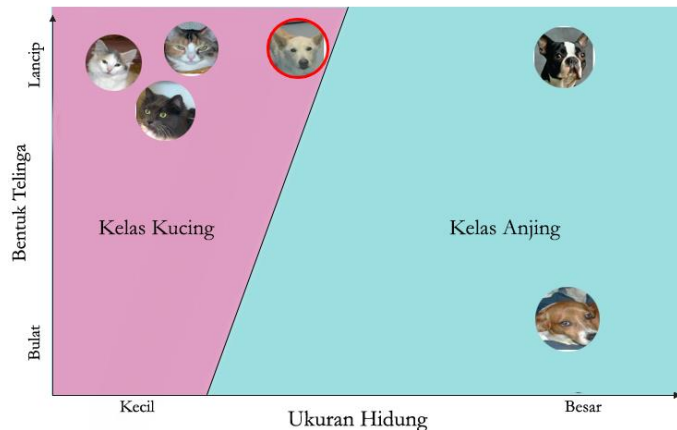 Lancip
Bentuk Telinga
Bulat
Kelas Kucing
Kelas Anjing
Kecil
Besar
Ukuran Hidung